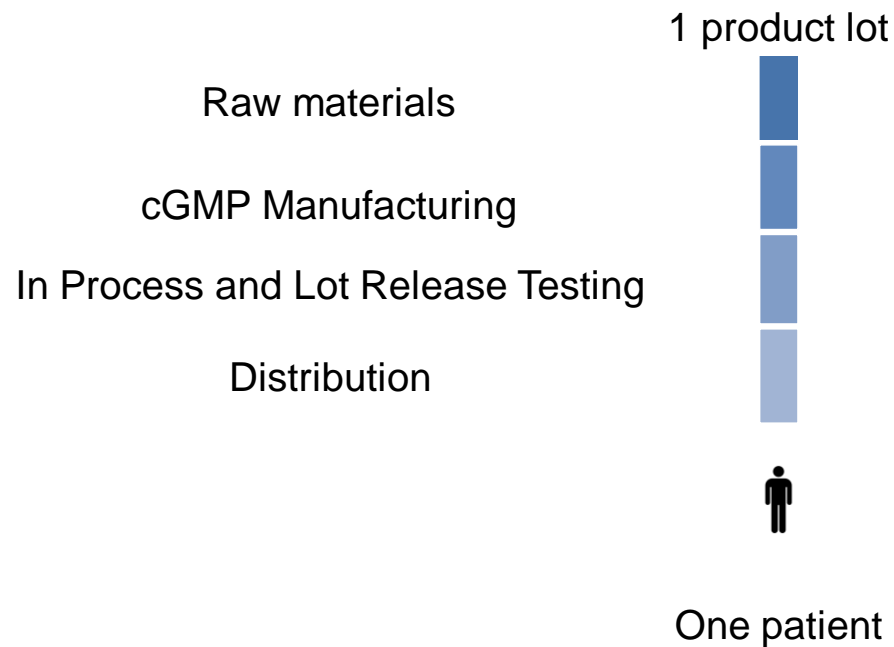 1 product lot
Raw materials
cGMP Manufacturing
In Process and Lot Release Testing
Distribution
One patient